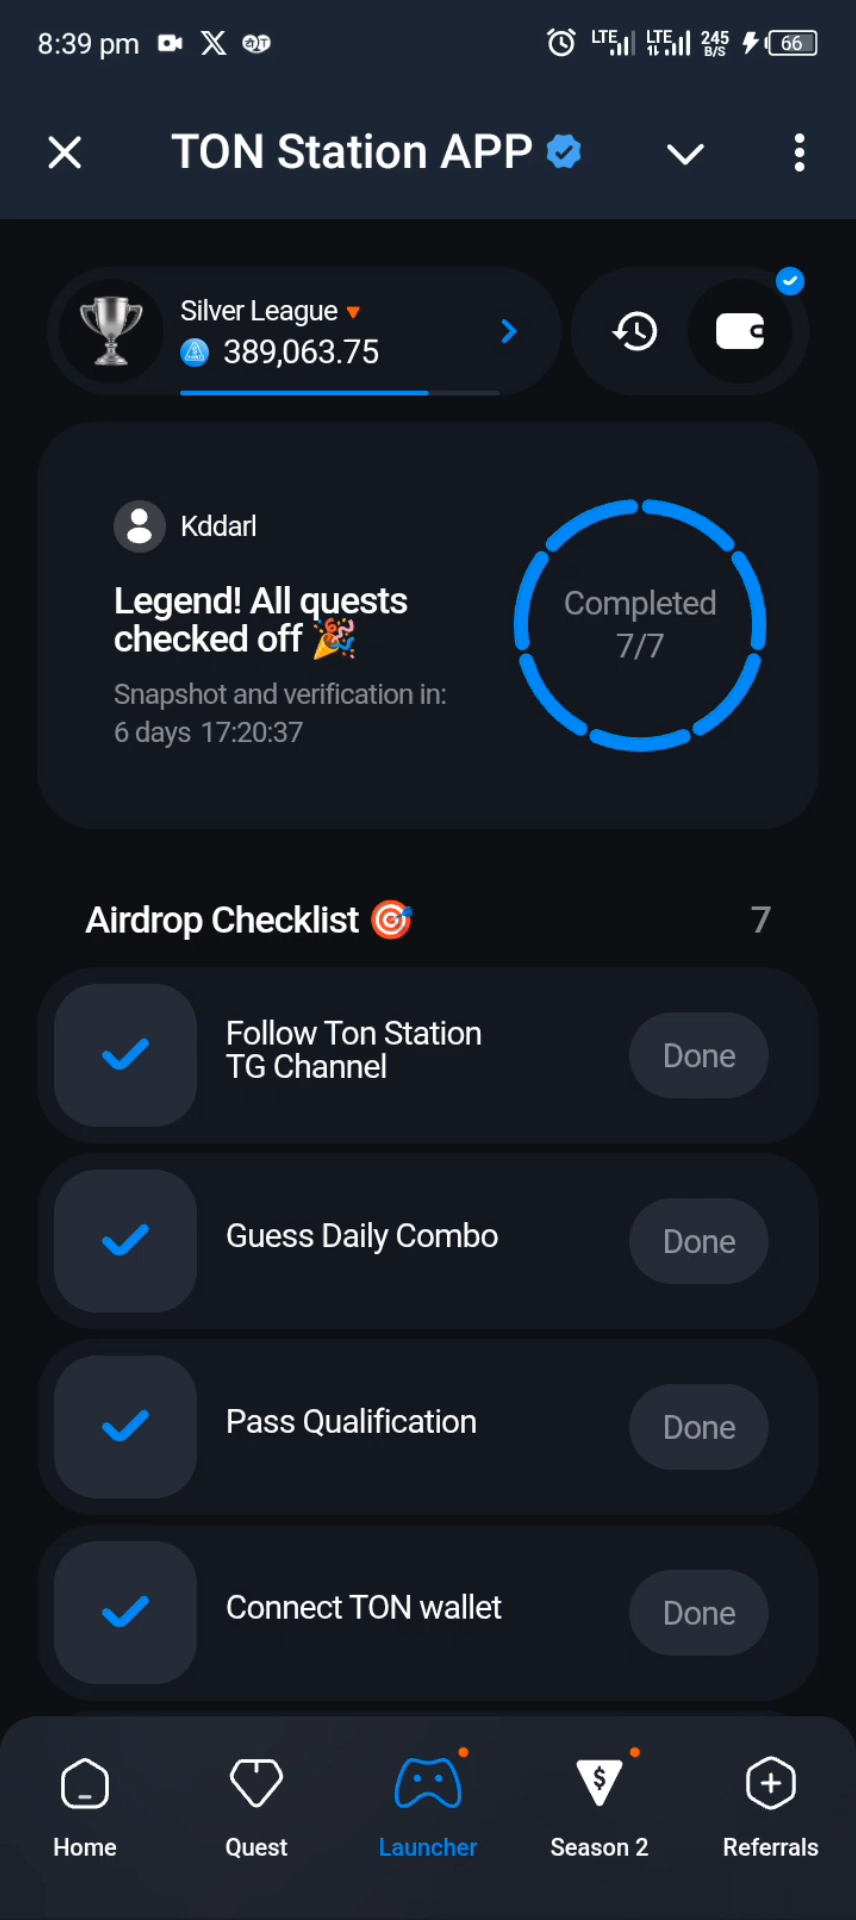 8:39 pm
LTE LTE 245 B/S 66
TON Station APP
Silver League
389,063.75
Kddarl
Legend! All quests
checked off
Snapshot and verification in:
6 days 17:20:37
Completed
7/7
Airdrop Checklist
7
Follow Ton Station
TG Channel
Done
Guess Daily Combo
Done
Pass Qualification
Done
Connect TON wallet
Done
Home
Quest
Launcher
Season 2
Referrals